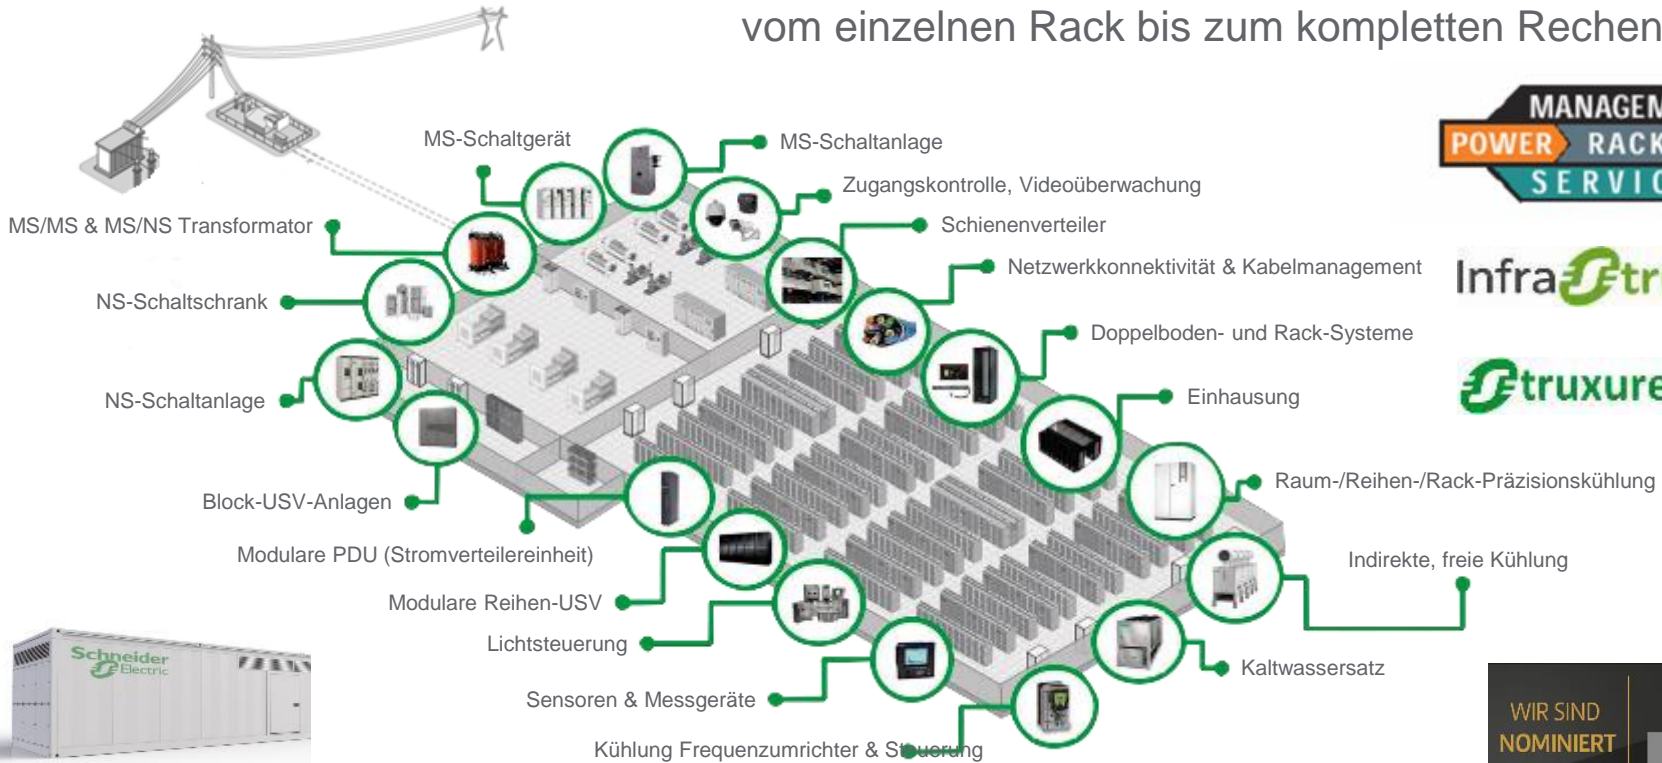 vom einzelnen Rack bis zum kompletten Rechen
MANAGEM
POWER RACK
SERVIC
MS-Schaltgerät
MS-Schaltanlage
Zugangskontrolle, Videoüberwachung
MS/MS & MS/NS Transformator
Schienenverteiler
Netzwerkkonnektivität & Kabelmanagement
Infra Stru
NS-Schaltschrank
Doppelboden- und Rack-Systeme
NS-Schaltanlage
Einhausung
Struxure
Block-USV-Anlagen
Raum-/Reihen-/Rack-Präzisionskühlung
Modulare PDU (Stromverteilereinheit)
Indirekte, freie Kühlung
Modulare Reihen-USV
Lichtsteuerung
Schneider
Electric
Kaltwassersatz
Sensoren & Messgeräte
Kühlung Frequenzumrichter & Steuerung
WIR SIND
NOMINIERT